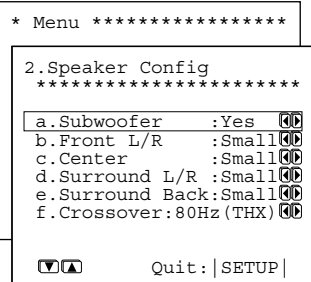 * Menu *****************
2.Speaker Config
***********************
a.Subwoofer :Yes
b.Front L/R :Small
c.Center :Small
d.Surround L/R :Small
e.Surround Back:Small
f.Crossover:80Hz(THX)
Quit:|SETUP|